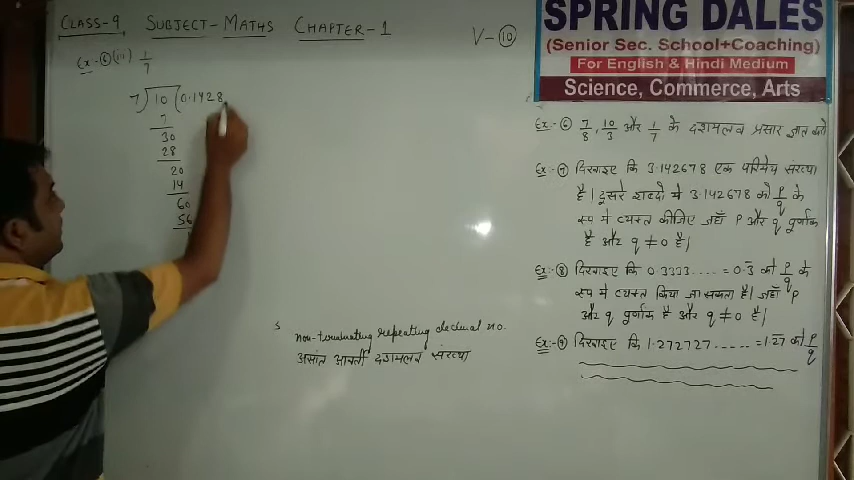 CLASS-9 SUBJECT-MATHS CHAPTER-1
V-10
Ex:-6(iii) 1/7
7)10(0.1428
7
30
28
20
14
60
56
non-terminating repeating decimal no.
असांत आवर्ती दशमलव संख्या
SPRING DALES
(Senior Sec. School+Coaching)
For English & Hindi Medium
Science, Commerce, Arts
Ex:-6 7/8, 10/3 और 1/7 के दशमलव प्रसार ज्ञात करो
Ex:-7 दिखाइए कि 3.142678 एक परिमेय संख्या
है। दूसरे शब्दों में 3.142678 को p/q के
रूप में व्यक्त कीजिए जहाँ P और q पूर्णांक
है और q ≠ 0 है।
Ex:-8 दिखाइए कि 0.3333..... = 0.3̅ को p/q के
रूप में व्यक्त किया जा सकता है। जहाँ P
और q पूर्णांक है और q ≠ 0 है।
Ex:-9 दिखाइए कि 1.272727...... = 1.2̅7̅ को p/q